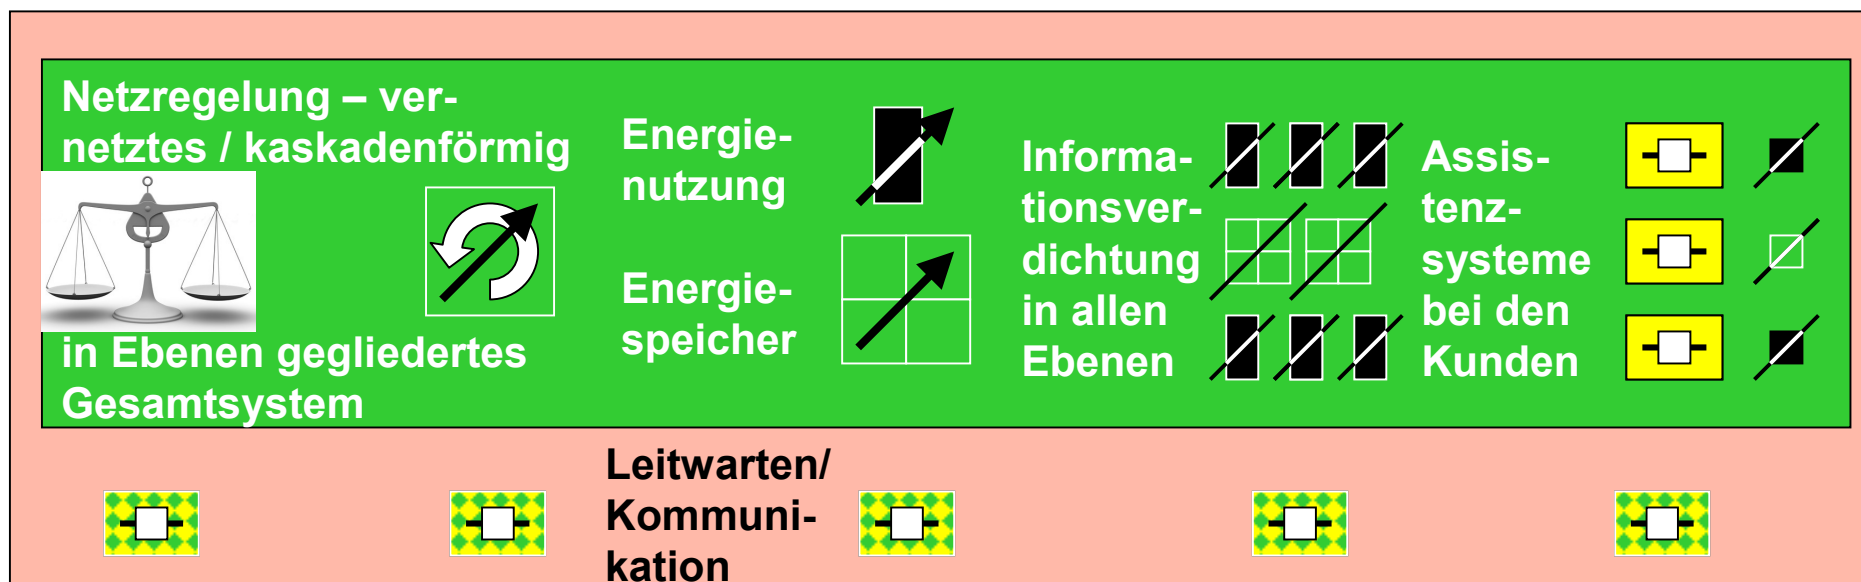 Netzregelung – ver-
netztes / kaskadenförmig
in Ebenen gegliedertes
Gesamtsystem
Energie-
nutzung
Energie-
speicher
Informa-
tionsver-
dichtung
in allen
Ebenen
Assis-
tenz-
systeme
bei den
Kunden
Leitwarten/
Kommuni-
kation